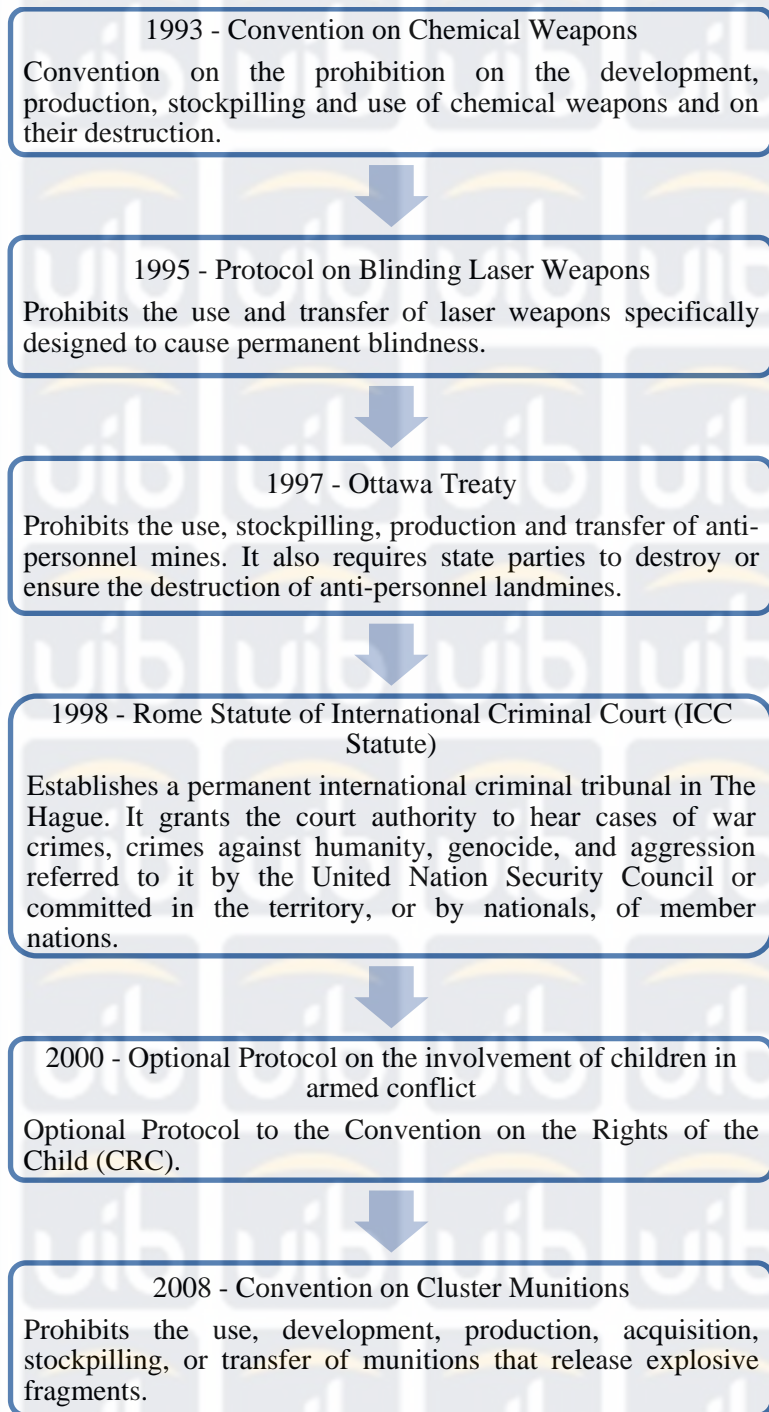 1993 - Convention on Chemical Weapons
Convention on the prohibition on the development,
production, stockpilling and use of chemical weapons and on
their destruction.
1995 - Protocol on Blinding Laser Weapons
Prohibits the use and transfer of laser weapons specifically
designed to cause permanent blindness.
1997 - Ottawa Treaty
Prohibits the use, stockpilling, production and transfer of anti-
personnel mines. It also requires state parties to destroy or
ensure the destruction of anti-personnel landmines.
1998 - Rome Statute of International Criminal Court (ICC
Statute)
Establishes a permanent international criminal tribunal in The
Hague. It grants the court authority to hear cases of war
crimes, crimes against humanity, genocide, and aggression
referred to it by the United Nation Security Council or
committed in the territory, or by nationals, of member
nations.
2000 - Optional Protocol on the involvement of children in
armed conflict
Optional Protocol to the Convention on the Rights of the
Child (CRC).
2008 - Convention on Cluster Munitions
Prohibits the use, development, production, acquisition,
stockpilling, or transfer of munitions that release explosive
fragments.